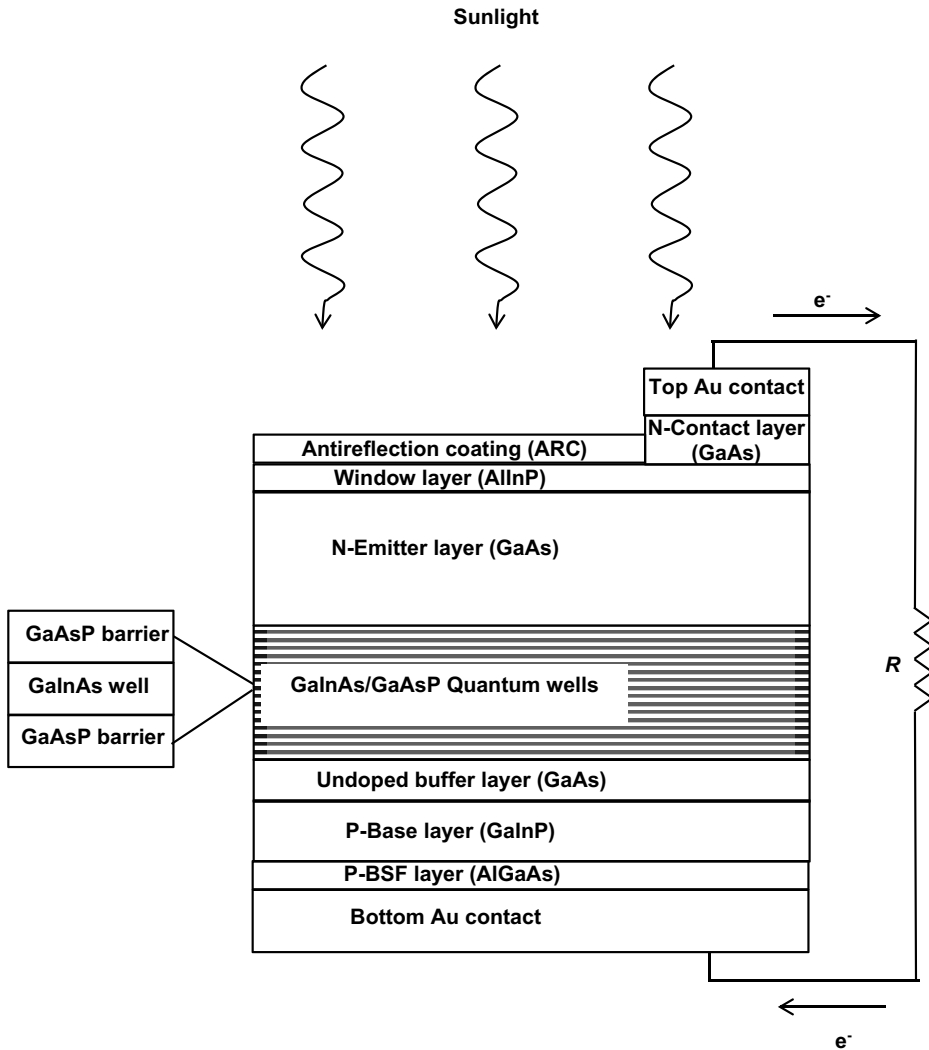 Sunlight
e-
Top Au contact
N-Contact layer
(GaAs)
Antireflection coating (ARC)
Window layer (AlInP)
N-Emitter layer (GaAs)
GaAsP barrier
GaInAs well
GaAsP barrier
GaInAs/GaAsP Quantum wells
R
Undoped buffer layer (GaAs)
P-Base layer (GaInP)
P-BSF layer (AlGaAs)
Bottom Au contact
e-